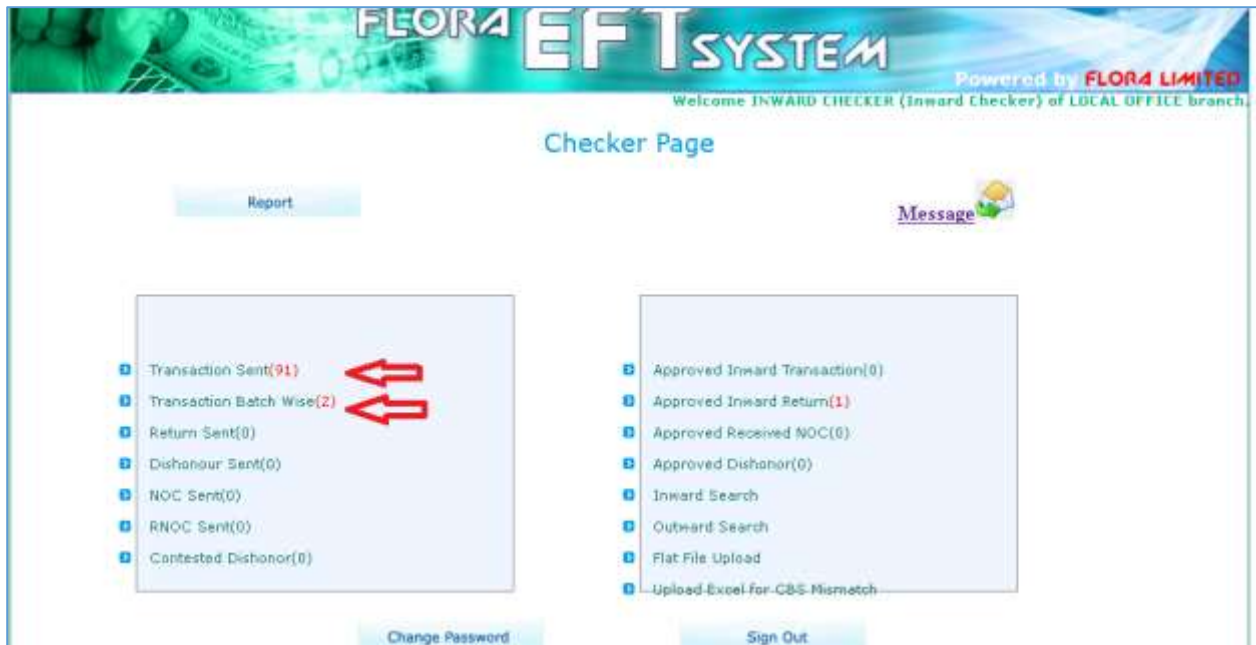 FLORA EFT SYSTEM
Powered by FLORA LIMITED
Welcome INWARD CHECKER (Inward Checker) of LOCAL OFFICE branch.
Checker Page
Report
Message
Transaction Sent(91)
Transaction Batch Wise(2)
Return Sent(0)
Dishonour Sent(0)
NOC Sent(0)
RNOC Sent(0)
Contested Dishonor(0)
Approved Inward Transaction(0)
Approved Inward Return(1)
Approved Received NOC(0)
Approved Dishonor(0)
Inward Search
Outward Search
Flat File Upload
Upload Excel for CBS Mismatch
Change Password
Sign Out